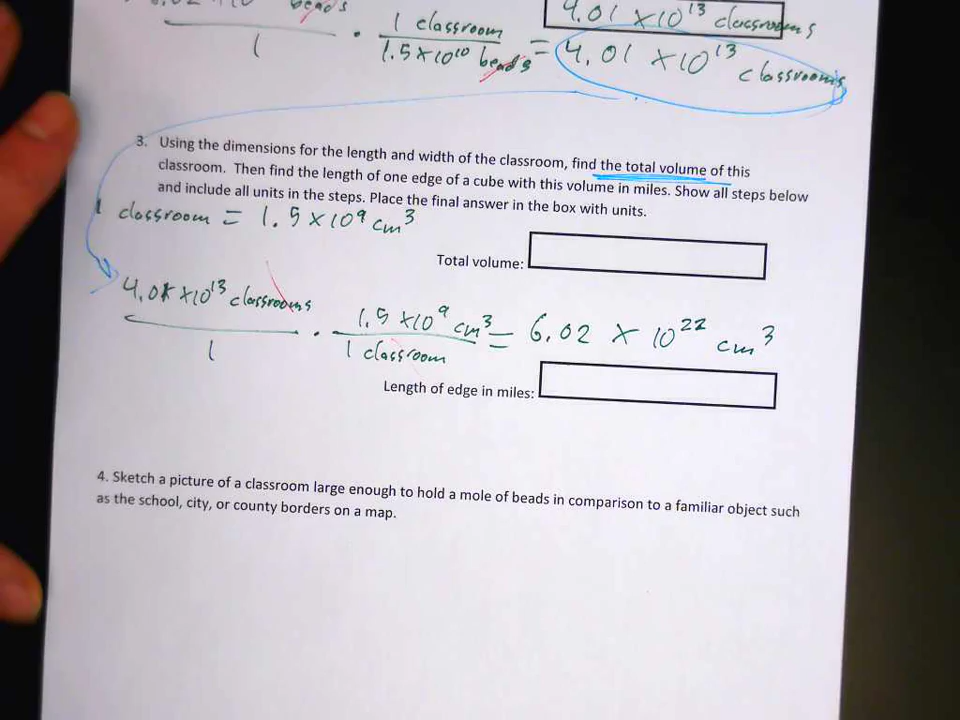 beads
4.01 x10¹³ classrooms
1 classroom
1 . 1.5 x 10¹⁰ beads = 4.01 x10¹³ classrooms
3. Using the dimensions for the length and width of the classroom, find the total volume of this
classroom. Then find the length of one edge of a cube with this volume in miles. Show all steps below
and include all units in the steps. Place the final answer in the box with units.
1 classroom = 1.5 x 10⁹ cm³
Total volume:
4.01 x10¹³ classrooms . 1.5 x10⁹ cm³ = 6.02 x 10²² cm³
1 1 classroom
Length of edge in miles:
4. Sketch a picture of a classroom large enough to hold a mole of beads in comparison to a familiar object such
as the school, city, or county borders on a map.